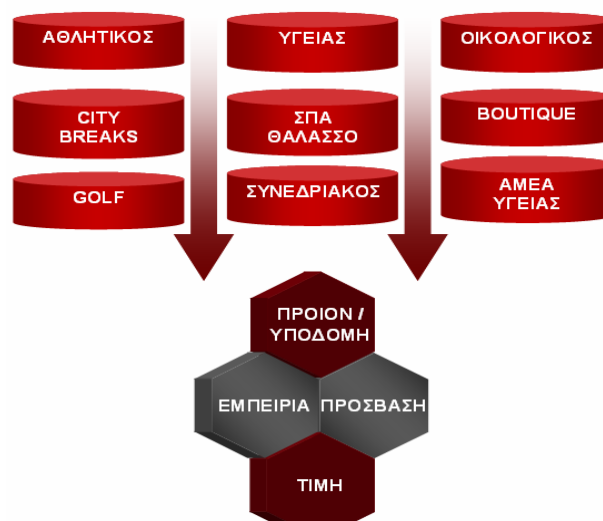 ΑΘΛΗΤΙΚΟΣ
ΥΓΕΙΑΣ
ΟΙΚΟΛΟΓΙΚΟΣ
CITY
BREAKS
ΣΠΑ
ΘΑΛΑΣΣΟ
BOUTIQUE
GOLF
ΣΥΝΕΔΡΙΑΚΟΣ
ΑΜΕΑ
ΥΓΕΙΑΣ
ΠΡΟΙΟΝ /
ΥΠΟΔΟΜΗ
ΕΜΠΕΙΡΙΑ
ΠΡΟΣΒΑΣΗ
ΤΙΜΗ